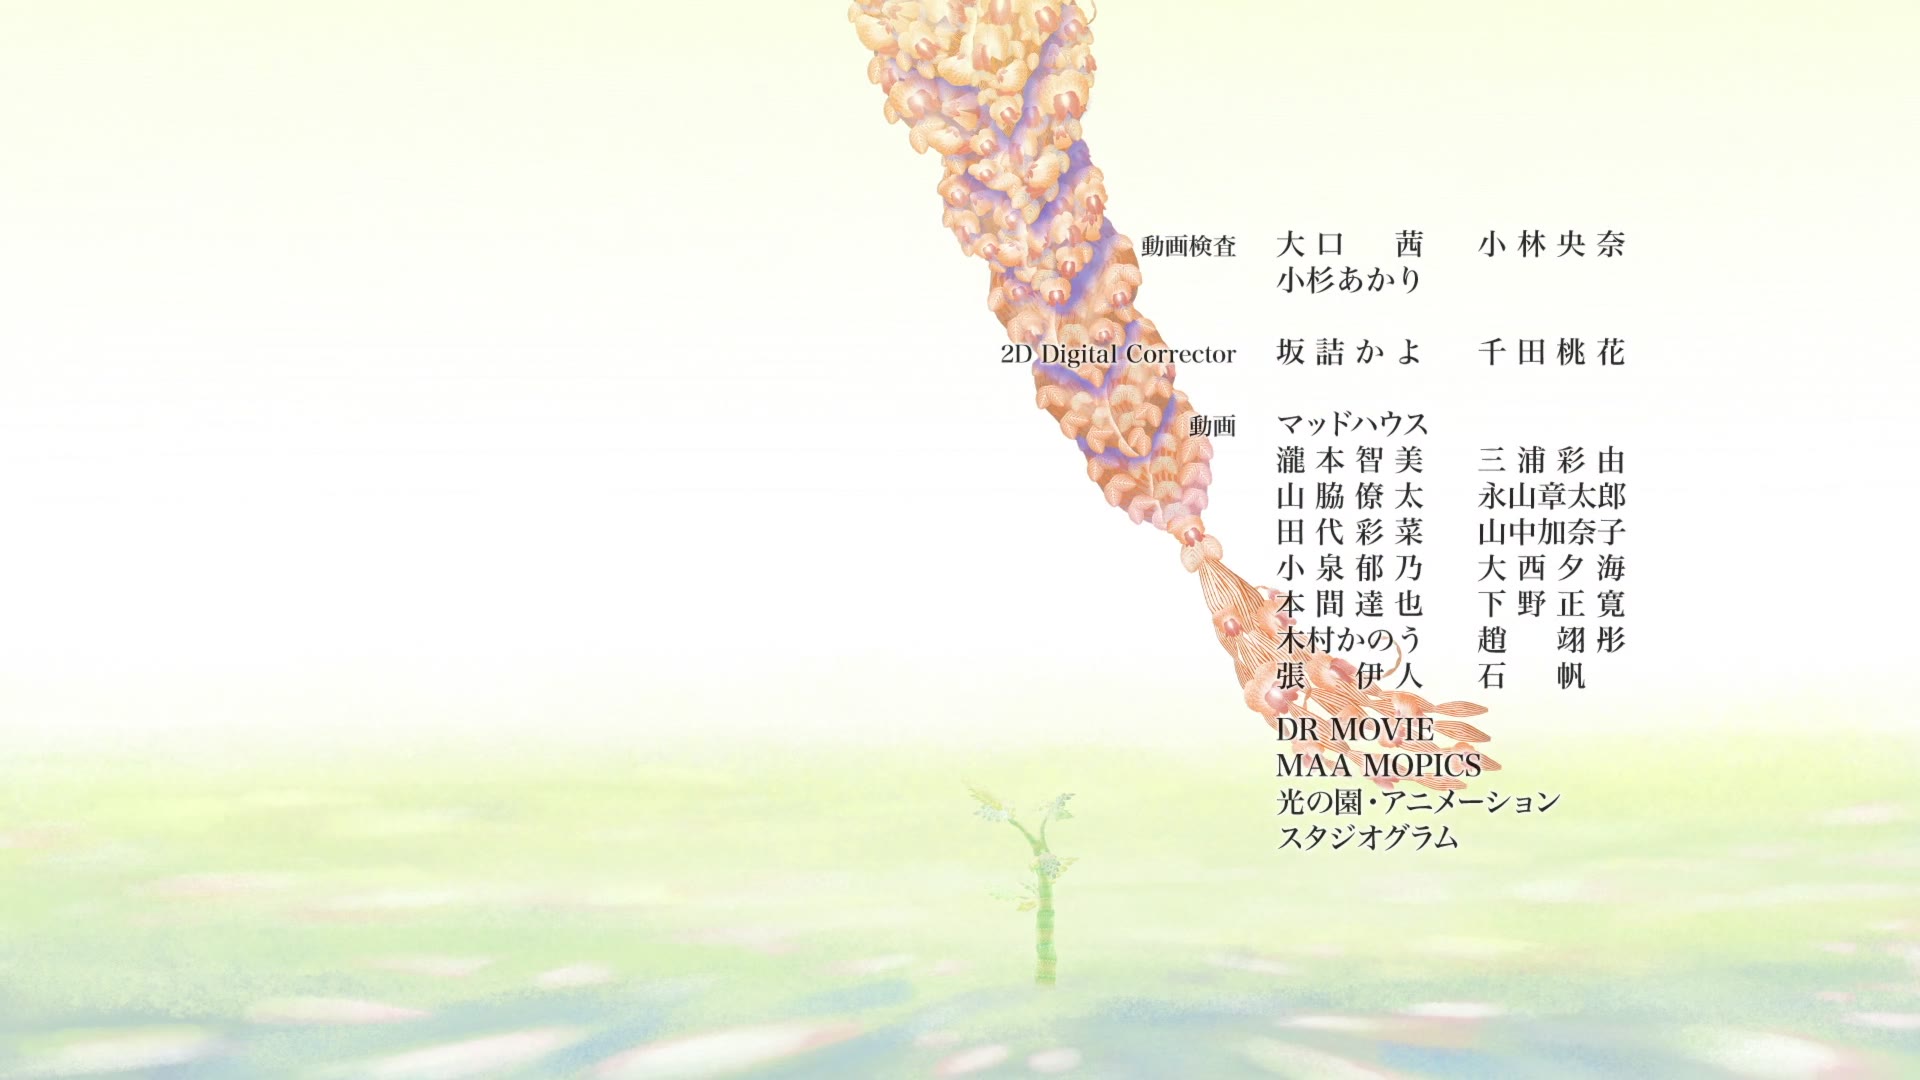 動画検査 大口 茜 小林央奈
小杉あかり
2D Digital Corrector 坂詰かよ 千田桃花
動画 マッドハウス
瀧本智美 三浦彩由
山脇僚太 永山章太郎
田代彩菜 山中加奈子
小泉郁乃 大西夕海
本間達也 下野正寛
木村かのう 趙 翊彤
張 伊人 石 帆
DR MOVIE
MAA MOPICS
光の園・アニメーション
スタジオグラム